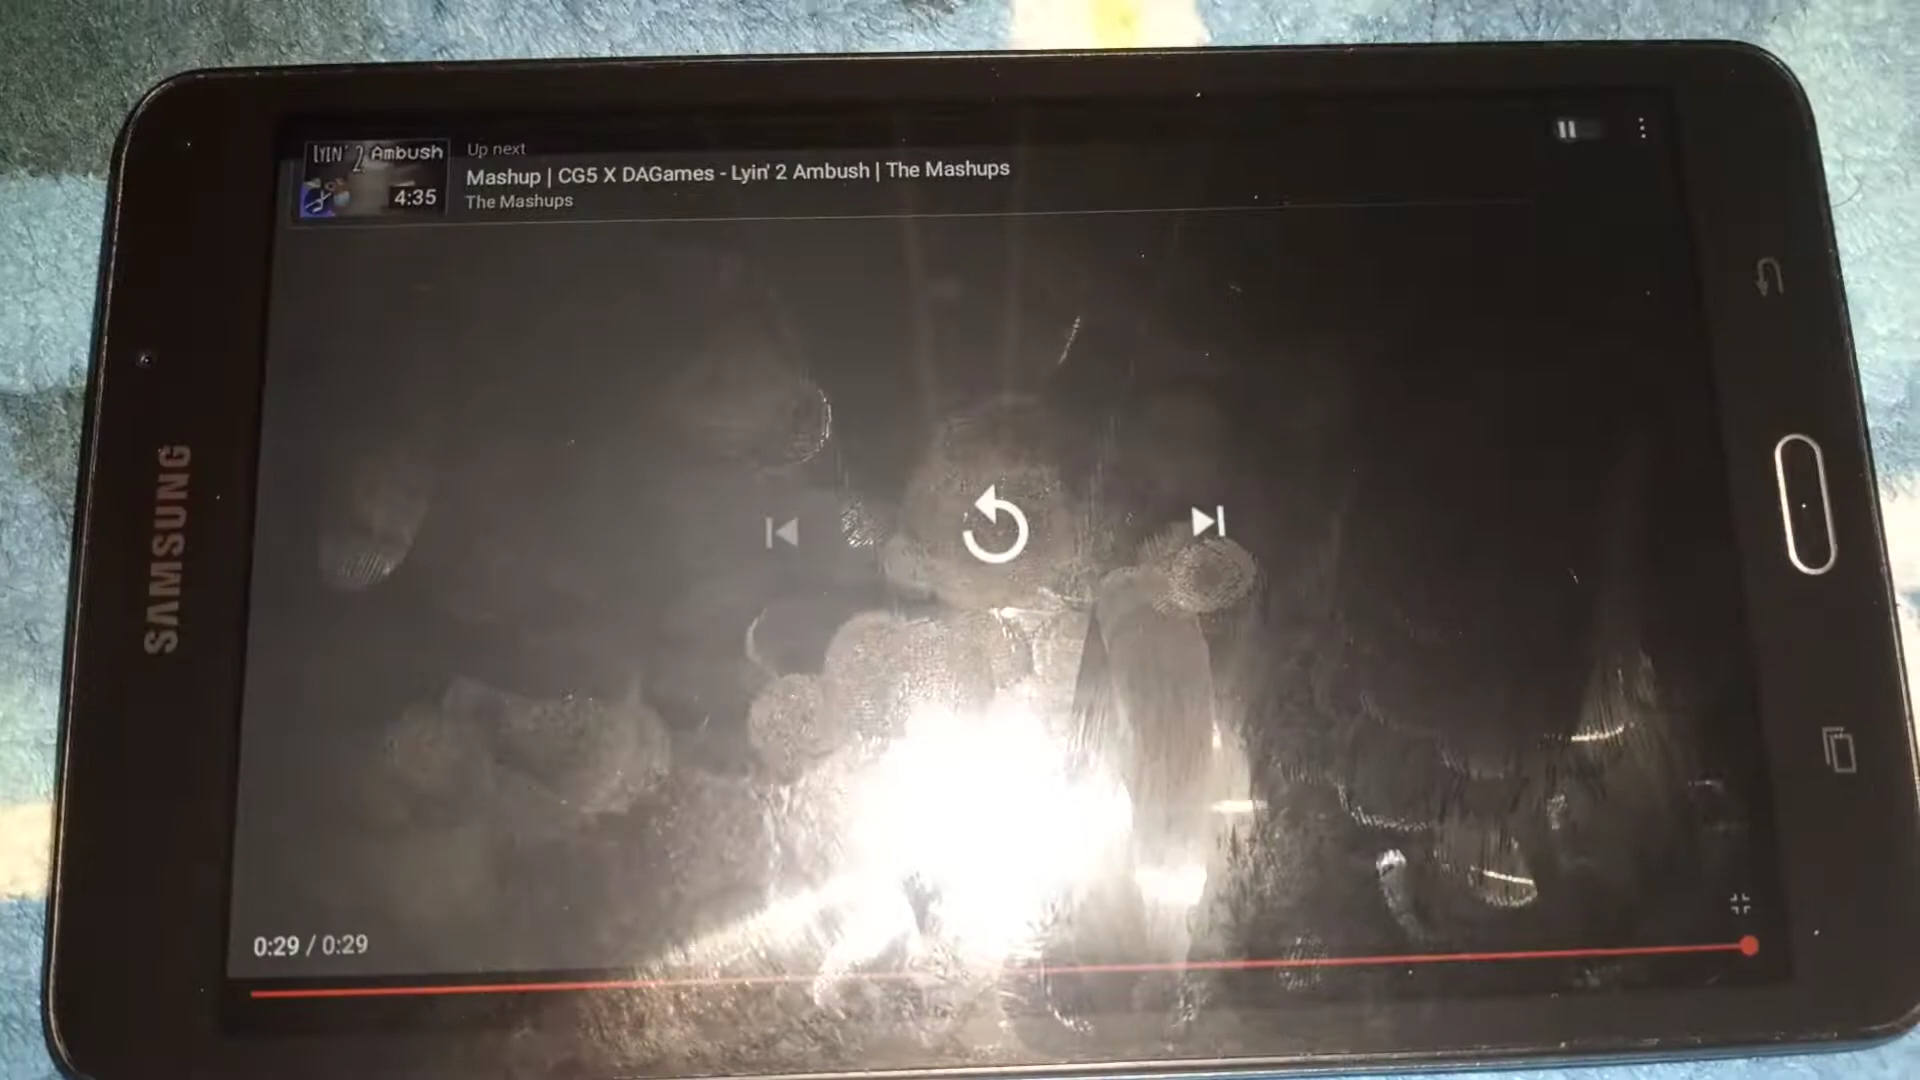 LYIN' 2 Ambush
4:35
Up next
Mashup | CG5 X DAGames - Lyin' 2 Ambush | The Mashups
The Mashups
SAMSUNG
0:29 / 0:29